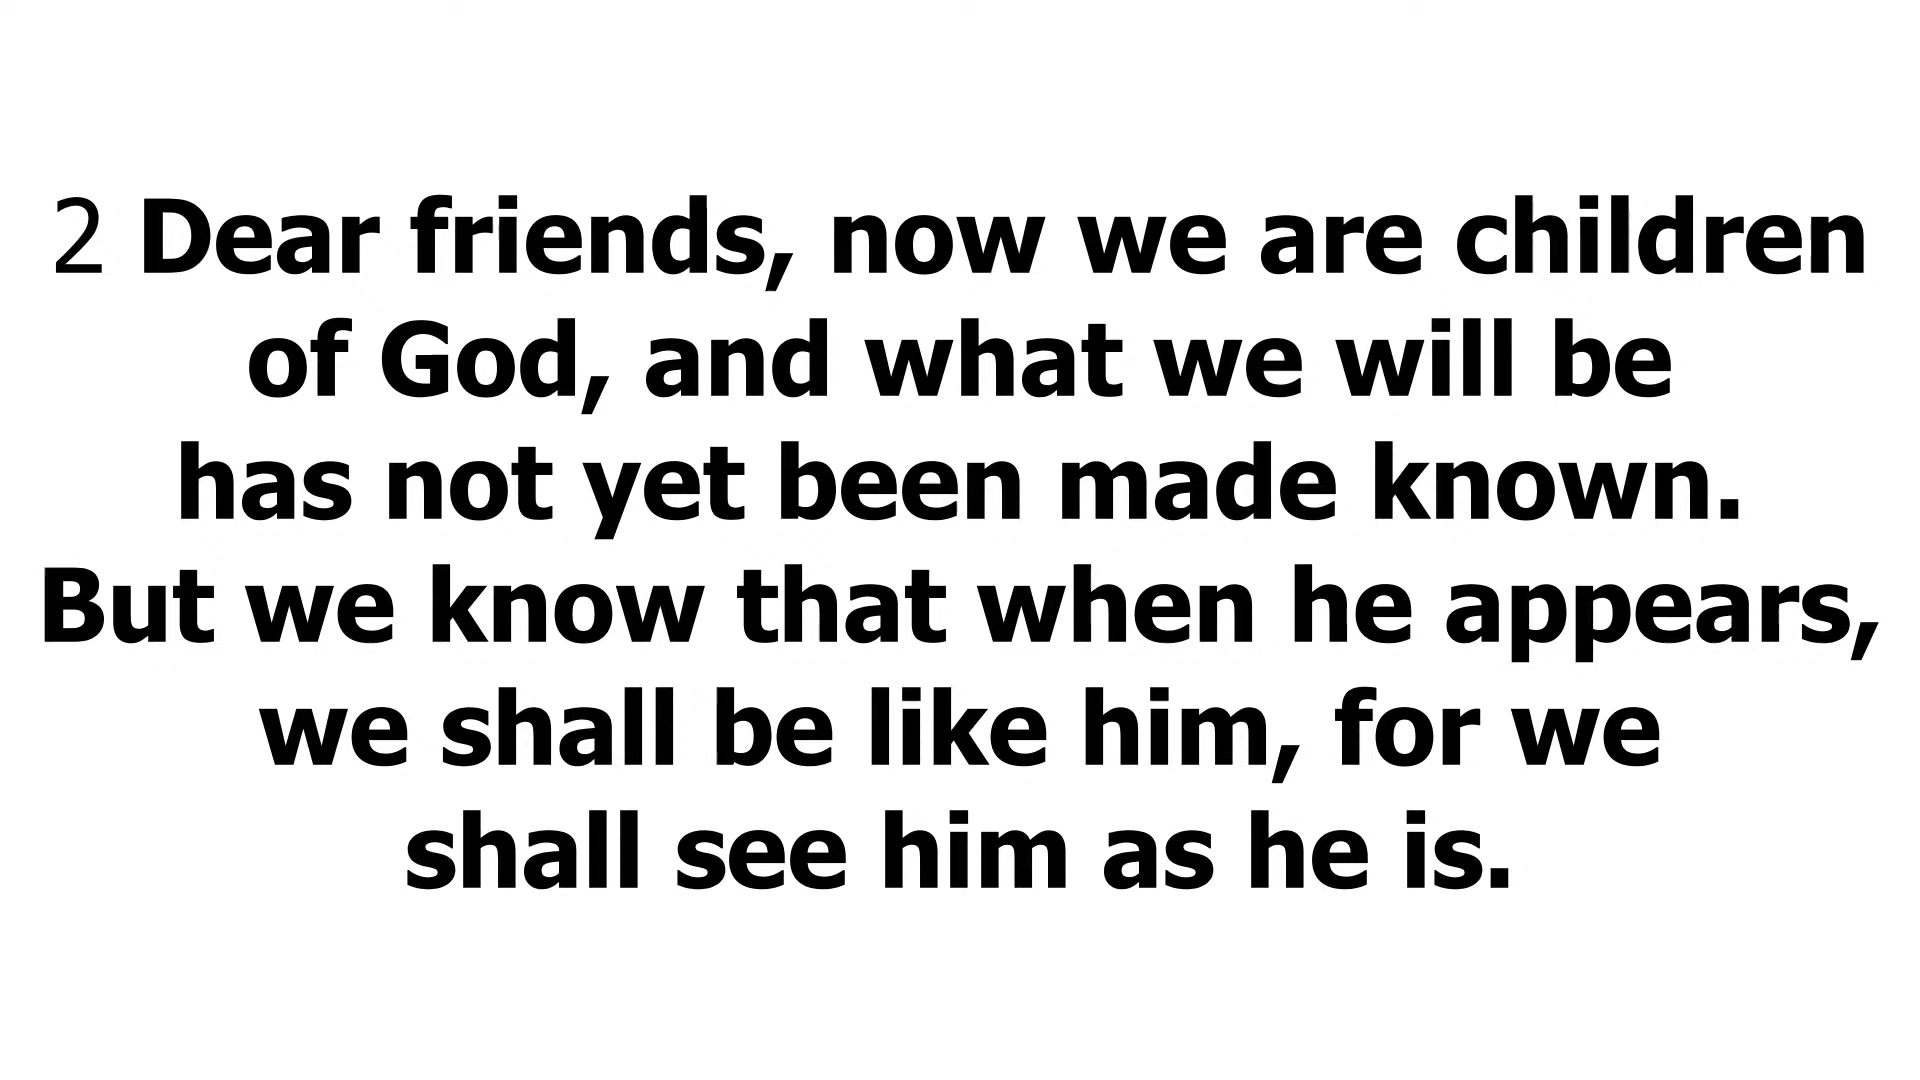 2 Dear friends, now we are children
of God, and what we will be
has not yet been made known.
But we know that when he appears,
we shall be like him, for we
shall see him as he is.